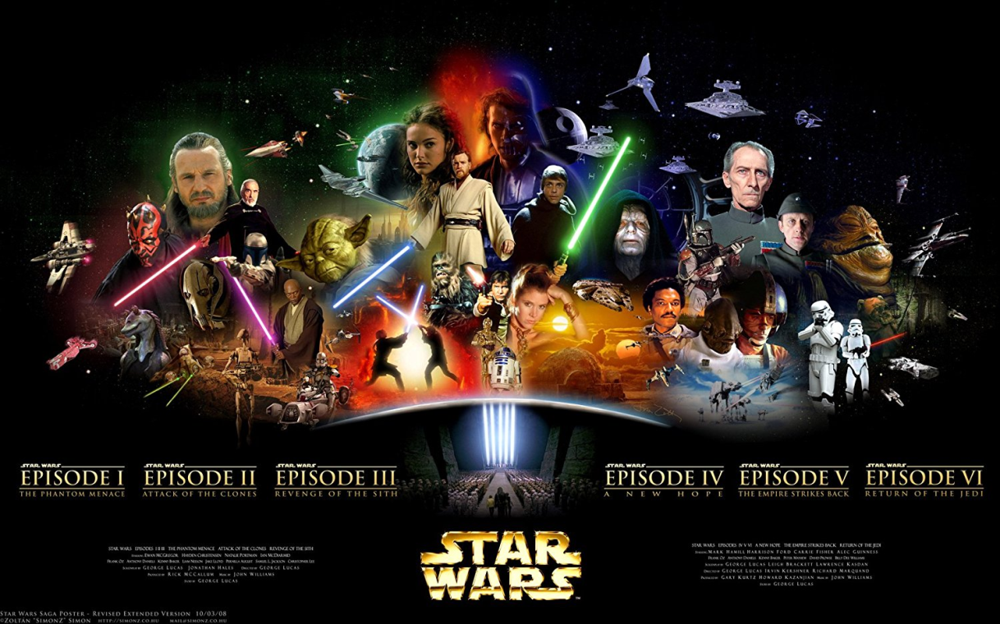 STAR WARS
EPISODE I
THE PHANTOM MENACE
STAR WARS
EPISODE II
ATTACK OF THE CLONES
STAR WARS
EPISODE III
REVENGE OF THE SITH
STAR WARS
EPISODE IV
A NEW HOPE
STAR WARS
EPISODE V
THE EMPIRE STRIKES BACK
STAR WARS
EPISODE VI
RETURN OF THE JEDI
STAR WARS EPISODES I II III THE PHANTOM MENACE ATTACK OF THE CLONES REVENGE OF THE SITH
STARRING EWAN MCGREGOR HAYDEN CHRISTENSEN NATALIE PORTMAN IAN MCDIARMID
FRANK OZ ANTHONY DANIELS KENNY BAKER LIAM NEESON JAKE LLOYD PERNILLA AUGUST SAMUEL L. JACKSON CHRISTOPHER LEE
SCREENPLAY BY GEORGE LUCAS JONATHAN HALES DIRECTED BY GEORGE LUCAS
PRODUCED BY RICK MCCALLUM MUSIC BY JOHN WILLIAMS
GEORGE LUCAS
STAR
WARS
TM
STAR WARS EPISODES IV V VI A NEW HOPE THE EMPIRE STRIKES BACK RETURN OF THE JEDI
STARRING MARK HAMILL HARRISON FORD CARRIE FISHER ALEC GUINNESS
FRANK OZ ANTHONY DANIELS KENNY BAKER PETER MAYHEW DAVID PROWSE BILLY DEE WILLIAMS
SCREENPLAY BY GEORGE LUCAS LEIGH BRACKETT LAWRENCE KASDAN
DIRECTED BY GEORGE LUCAS IRVIN KERSHNER RICHARD MARQUAND
PRODUCED BY GARY KURTZ HOWARD KAZANJIAN MUSIC BY JOHN WILLIAMS
GEORGE LUCAS
STAR WARS SAGA POSTER - REVISED EXTENDED VERSION 10/03/08
©ZOLTÁN "SIMONZ" SIMON HTTP://SIMONZ.CO.HU MAIL@SIMONZ.CO.HU